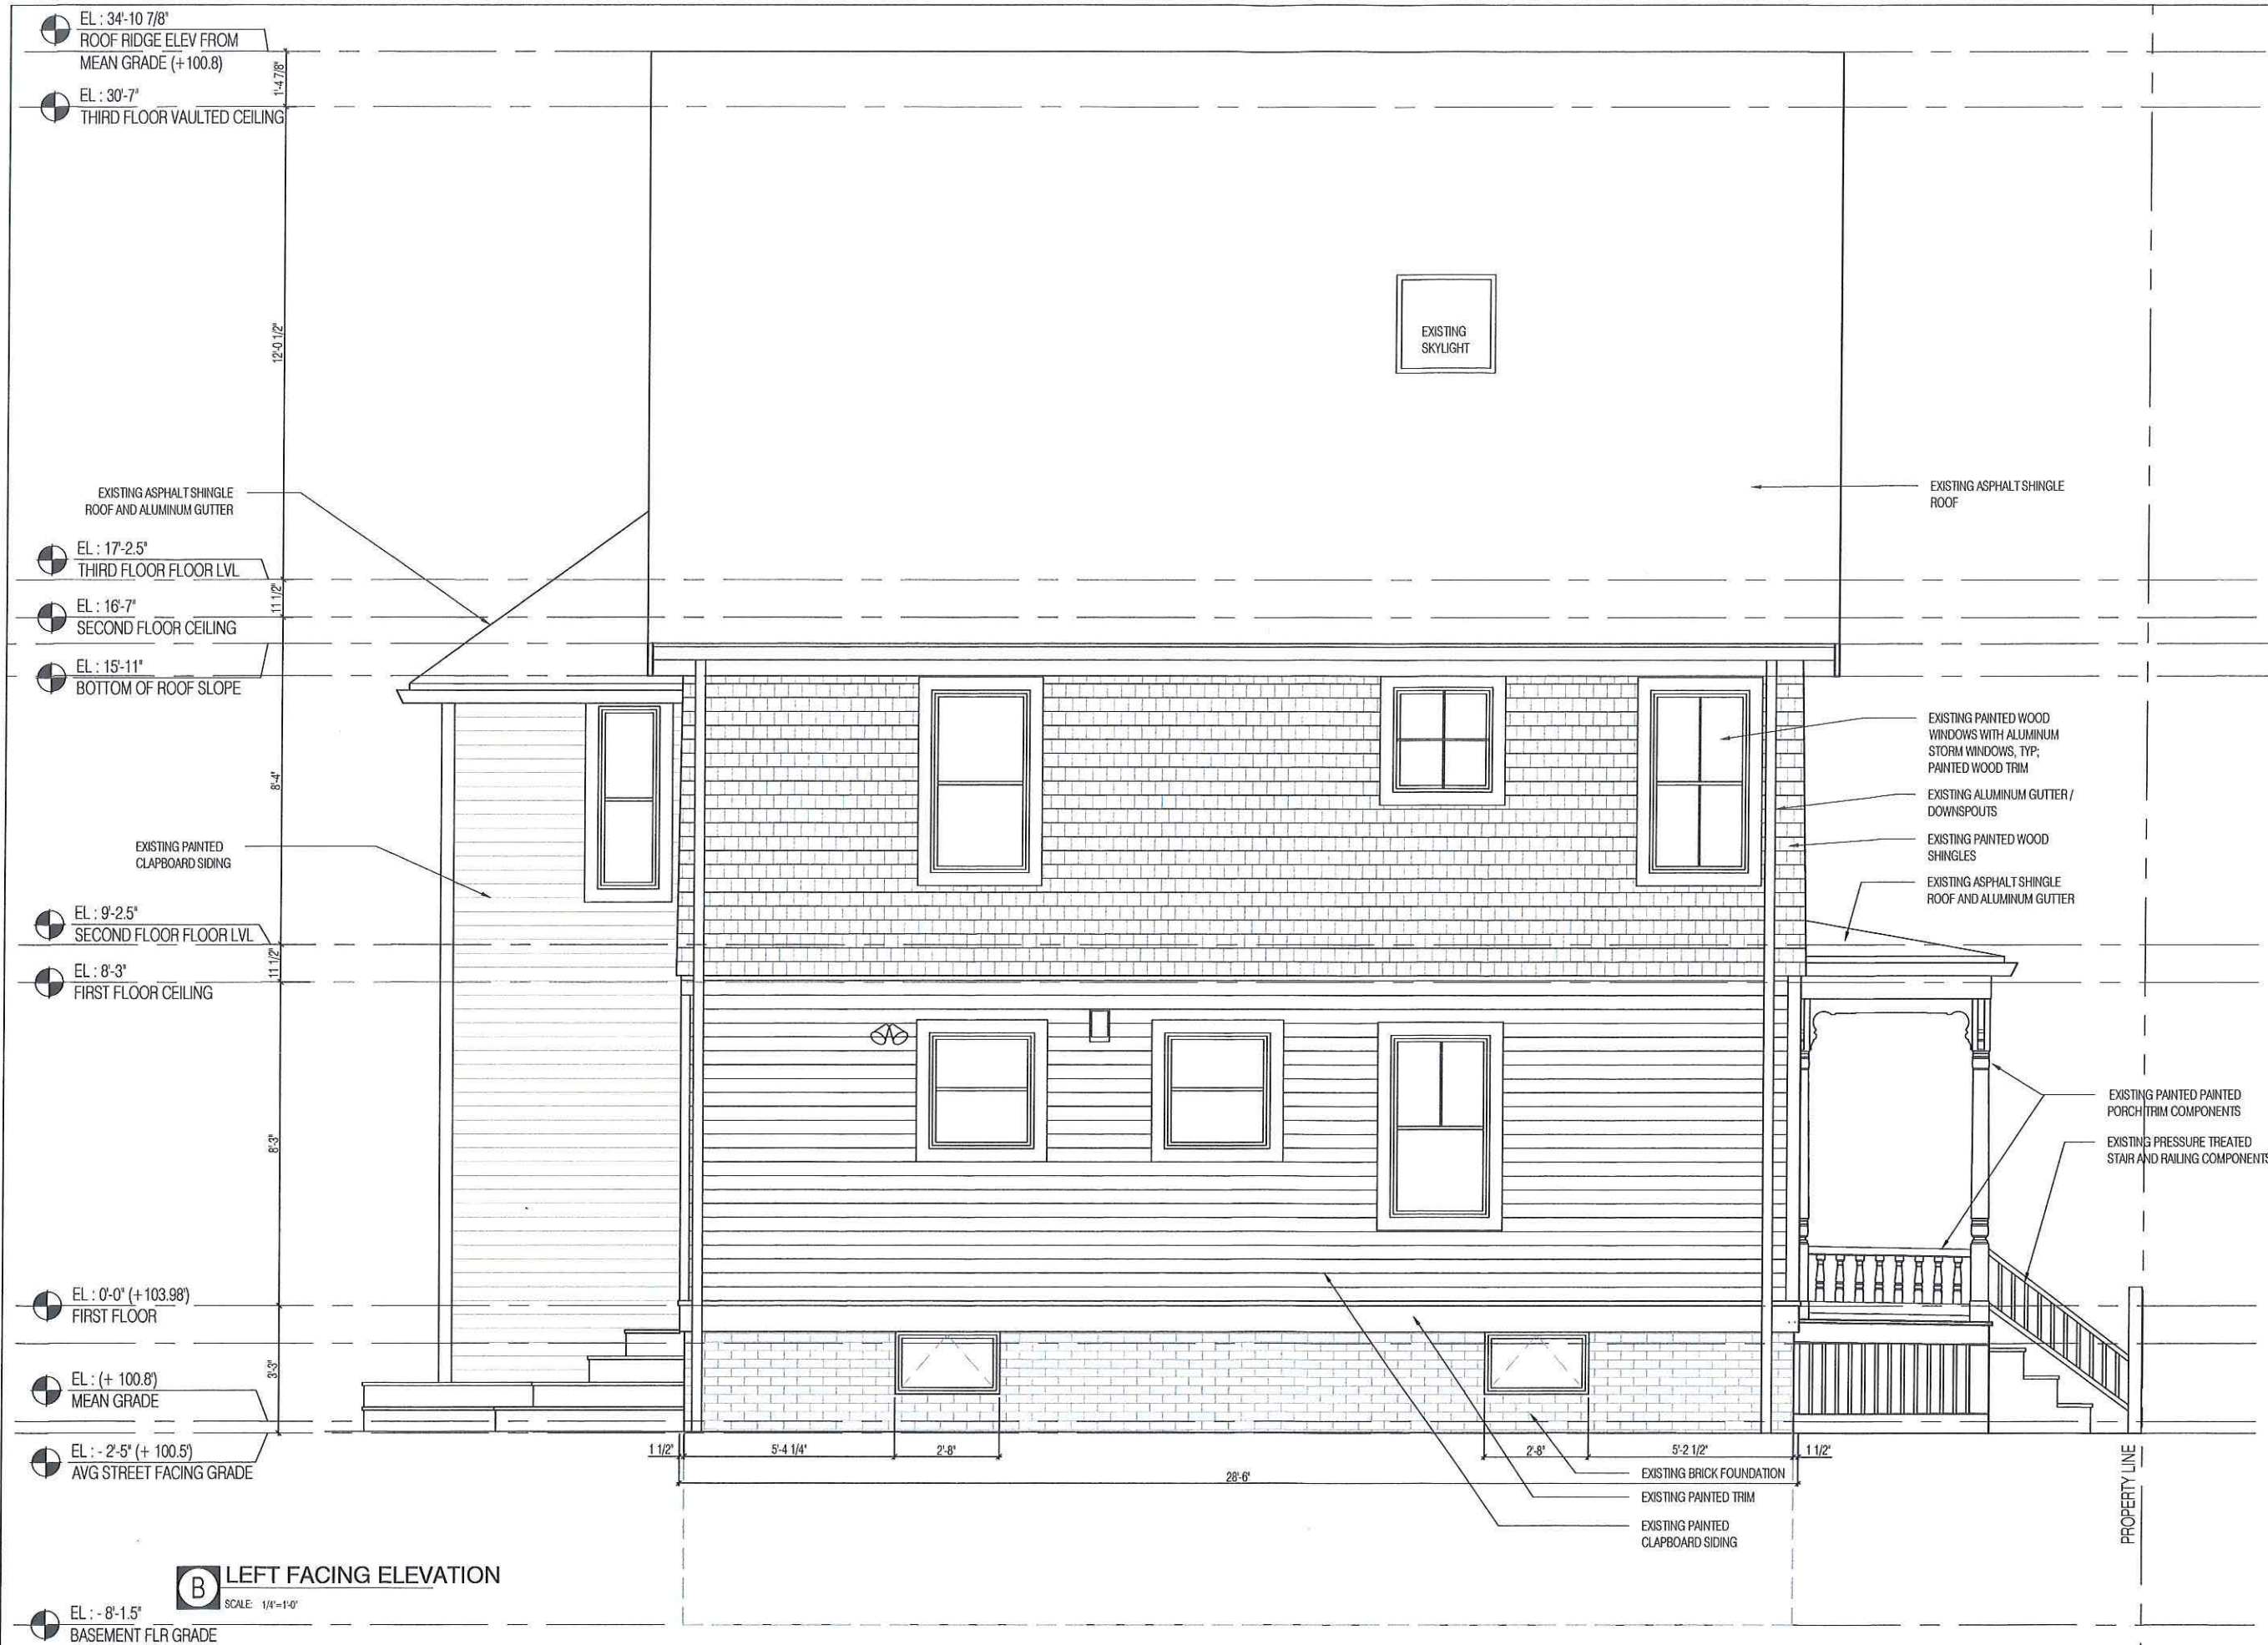 EL : 34'-10 7/8"
ROOF RIDGE ELEV FROM
MEAN GRADE (+100.8)
1'-4 7/8"
EL : 30'-7"
THIRD FLOOR VAULTED CEILING
12'-0 1/2"
EXISTING
SKYLIGHT
EXISTING ASPHALT SHINGLE
ROOF AND ALUMINUM GUTTER
EXISTING ASPHALT SHINGLE
ROOF
EL : 17'-2.5"
THIRD FLOOR FLOOR LVL
11 1/2"
EL : 16'-7"
SECOND FLOOR CEILING
EL : 15'-11"
BOTTOM OF ROOF SLOPE
8'-4"
EXISTING PAINTED WOOD
WINDOWS WITH ALUMINUM
STORM WINDOWS, TYP;
PAINTED WOOD TRIM
EXISTING ALUMINUM GUTTER /
DOWNSPOUTS
EXISTING PAINTED WOOD
SHINGLES
EXISTING ASPHALT SHINGLE
ROOF AND ALUMINUM GUTTER
EXISTING PAINTED
CLAPBOARD SIDING
EL : 9'-2.5"
SECOND FLOOR FLOOR LVL
11 1/2"
EL : 8'-3"
FIRST FLOOR CEILING
8'-3"
EXISTING PAINTED PAINTED
PORCH TRIM COMPONENTS
EXISTING PRESSURE TREATED
STAIR AND RAILING COMPONENTS
EL : 0'-0" (+103.98')
FIRST FLOOR
3'-3"
EL : (+ 100.8')
MEAN GRADE
EL : - 2'-5" (+ 100.5')
AVG STREET FACING GRADE
1 1/2"
5'-4 1/4"
2'-8"
2'-8"
5'-2 1/2"
1 1/2"
28'-6"
EXISTING BRICK FOUNDATION
EXISTING PAINTED TRIM
EXISTING PAINTED
CLAPBOARD SIDING
PROPERTY LINE
B
LEFT FACING ELEVATION
SCALE: 1/4"=1'-0"
EL : - 8'-1.5"
BASEMENT FLR GRADE